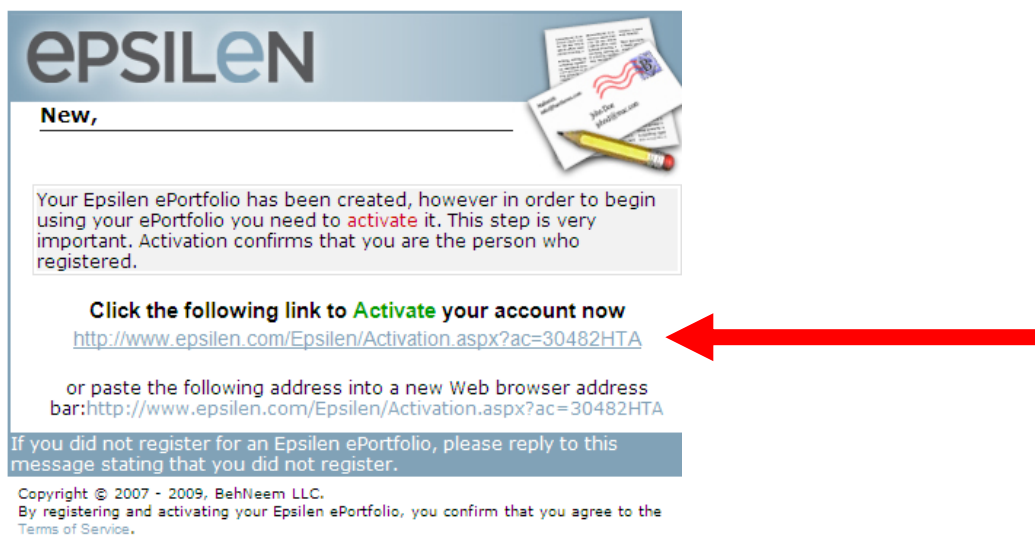 ePSILeN
New,
John Doe
Your Epsilen ePortfolio has been created, however in order to begin
using your ePortfolio you need to activate it. This step is very
important. Activation confirms that you are the person who
registered.
Click the following link to Activate your account now
http://www.epsilen.com/Epsilen/Activation.aspx?ac=30482HTA
or paste the following address into a new Web browser address
bar:http://www.epsilen.com/Epsilen/Activation.aspx?ac=30482HTA
If you did not register for an Epsilen ePortfolio, please reply to this
message stating that you did not register.
Copyright © 2007 - 2009, BehNeem LLC.
By registering and activating your Epsilen ePortfolio, you confirm that you agree to the
Terms of Service.